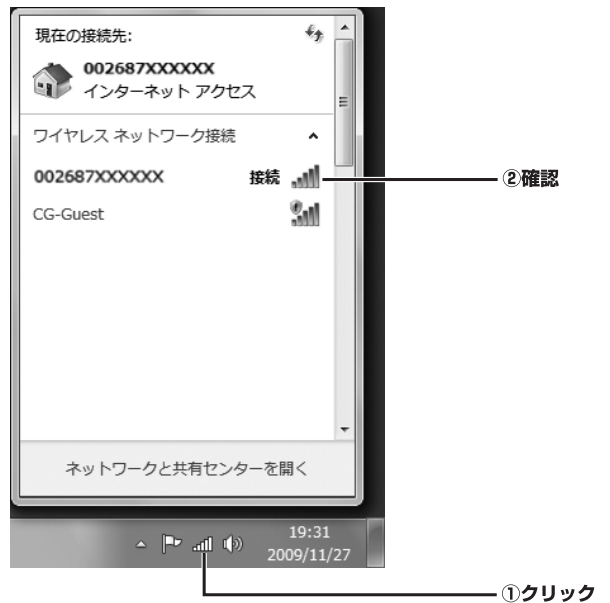 現在の接続先:
002687XXXXXX
インターネット アクセス
ワイヤレス ネットワーク接続
002687XXXXXX 接続
②確認
CG-Guest
ネットワークと共有センターを開く
19:31
2009/11/27
①クリック